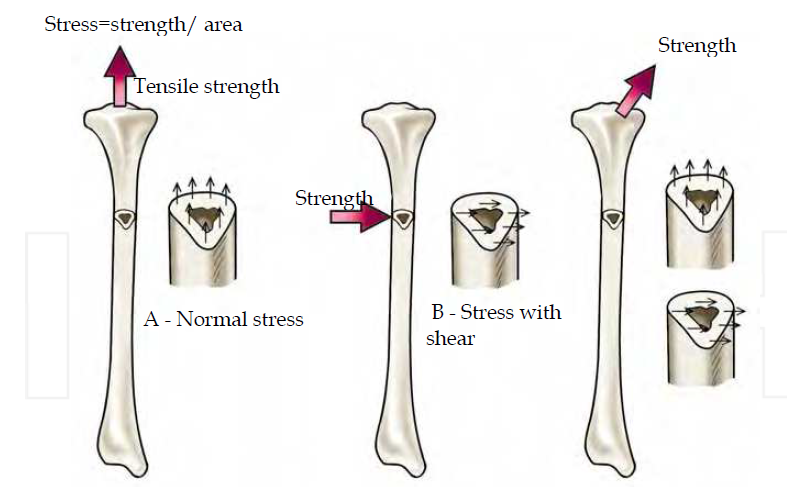 Stress=strength/ area
Tensile strength
Strength
A - Normal stress
B - Stress with
shear
Strength